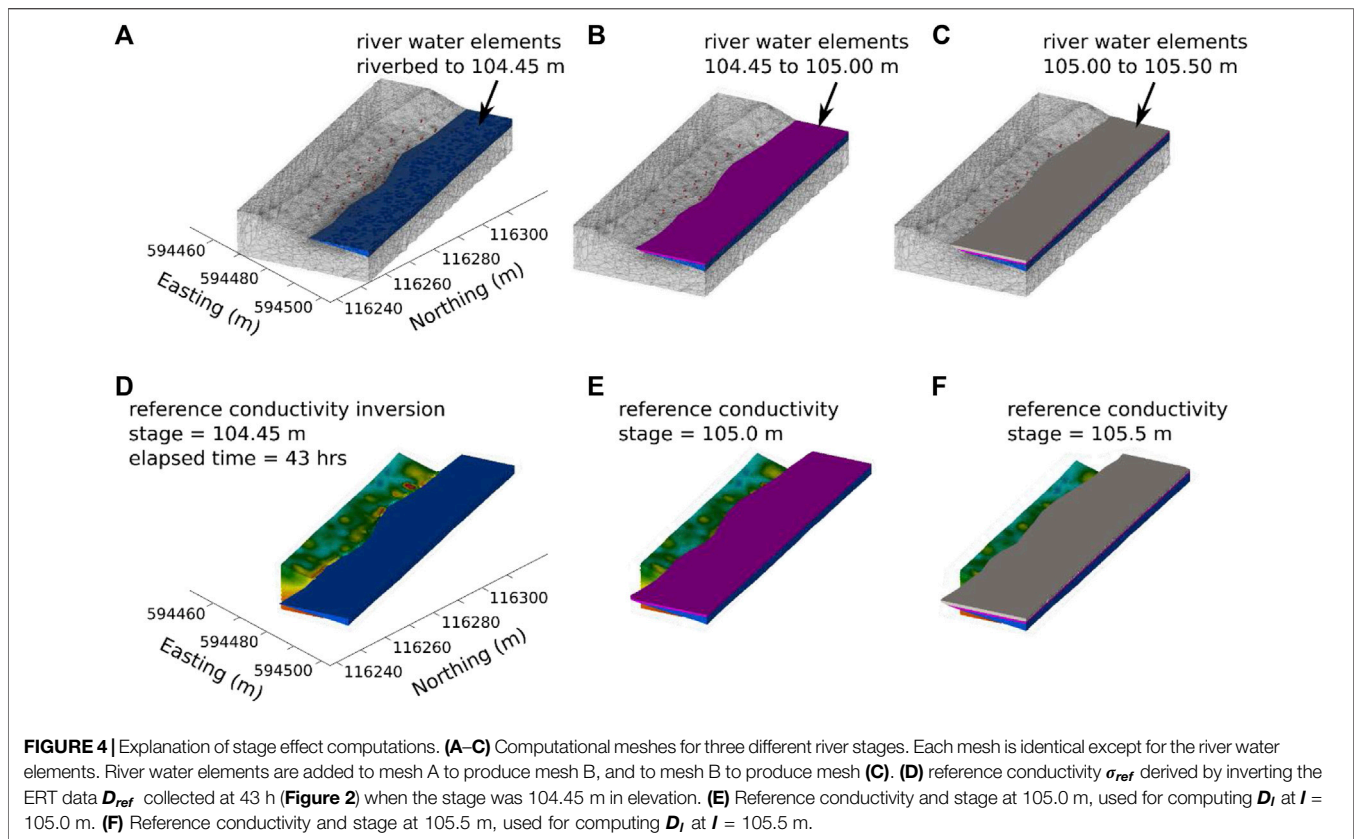 A
river water elements
riverbed to 104.45 m
B
river water elements
104.45 to 105.00 m
C
river water elements
105.00 to 105.50 m
594460
594480
594500
Easting (m)
116240
116260
116280
116300
Northing (m)
D
reference conductivity inversion
stage = 104.45 m
elapsed time = 43 hrs
E
reference conductivity
stage = 105.0 m
F
reference conductivity
stage = 105.5 m
594460
594480
594500
Easting (m)
116240
116260
116280
116300
Northing (m)
FIGURE 4 | Explanation of stage effect computations. (A–C) Computational meshes for three different river stages. Each mesh is identical except for the river water
elements. River water elements are added to mesh A to produce mesh B, and to mesh B to produce mesh (C). (D) reference conductivity σref derived by inverting the
ERT data Dref collected at 43 h (Figure 2) when the stage was 104.45 m in elevation. (E) Reference conductivity and stage at 105.0 m, used for computing Dl at l =
105.0 m. (F) Reference conductivity and stage at 105.5 m, used for computing Dl at l = 105.5 m.